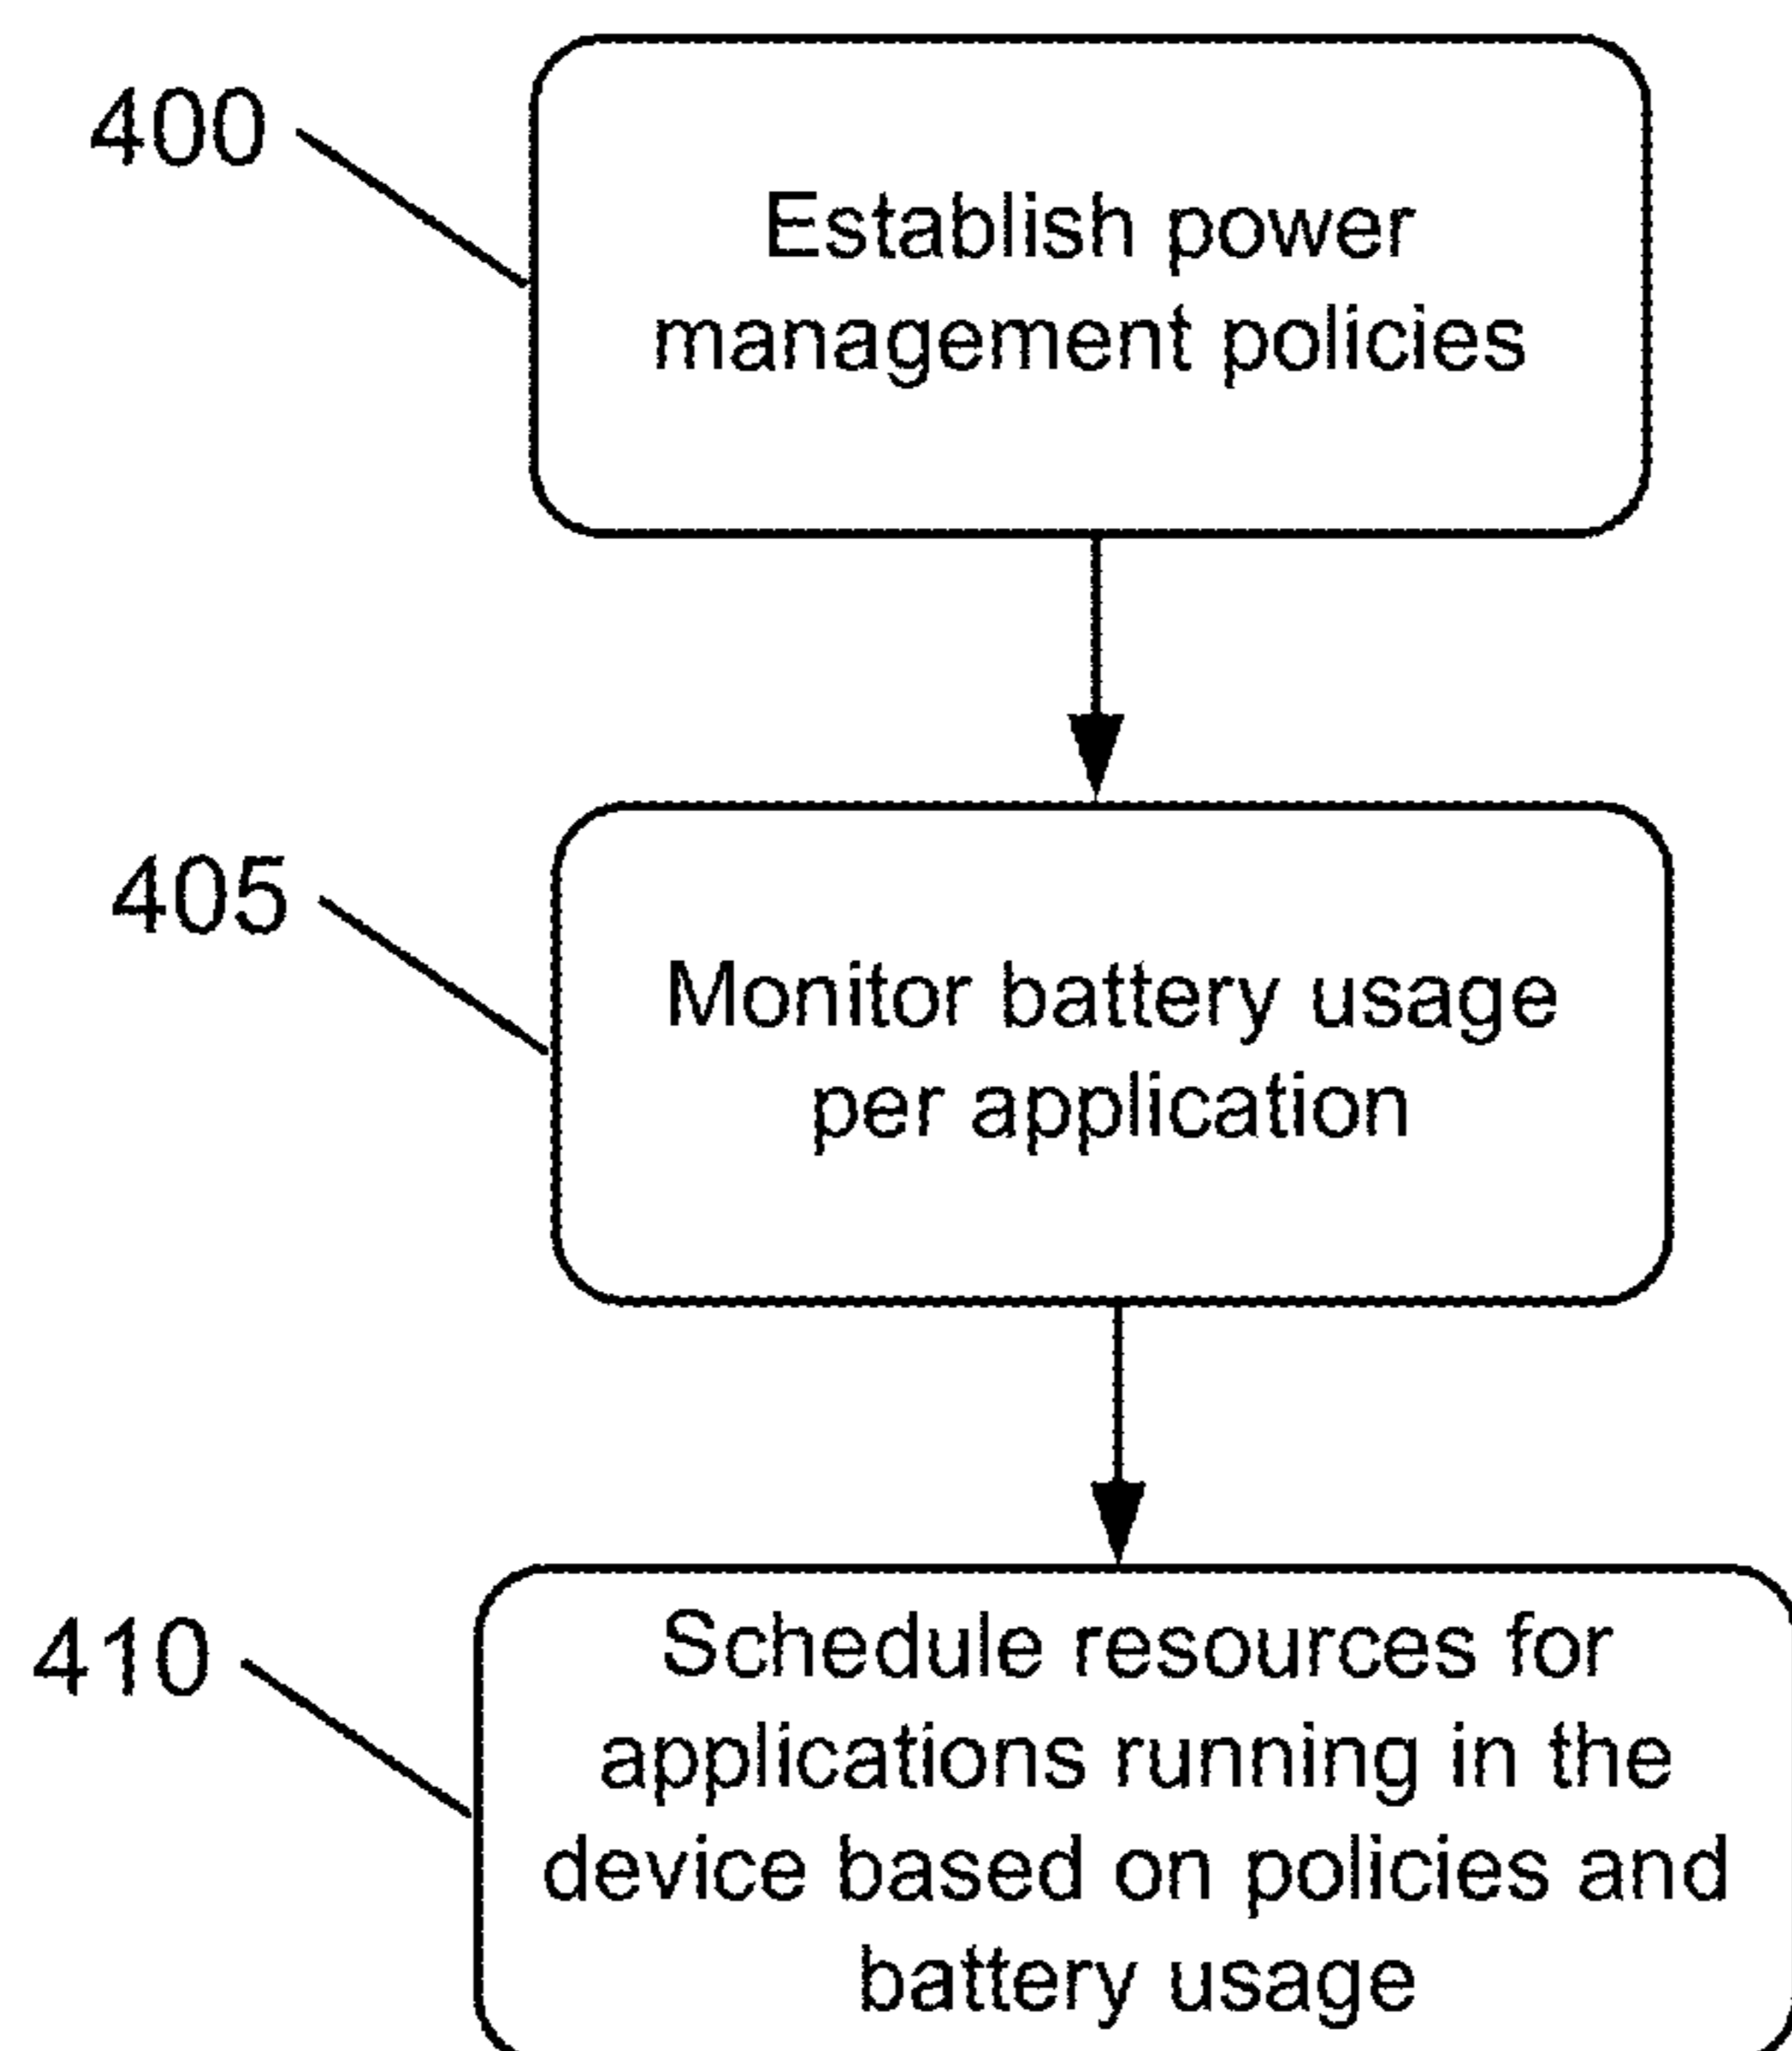 400
Establish power
management policies
405
Monitor battery usage
per application
410
Schedule resources for
applications running in the
device based on policies and
battery usage